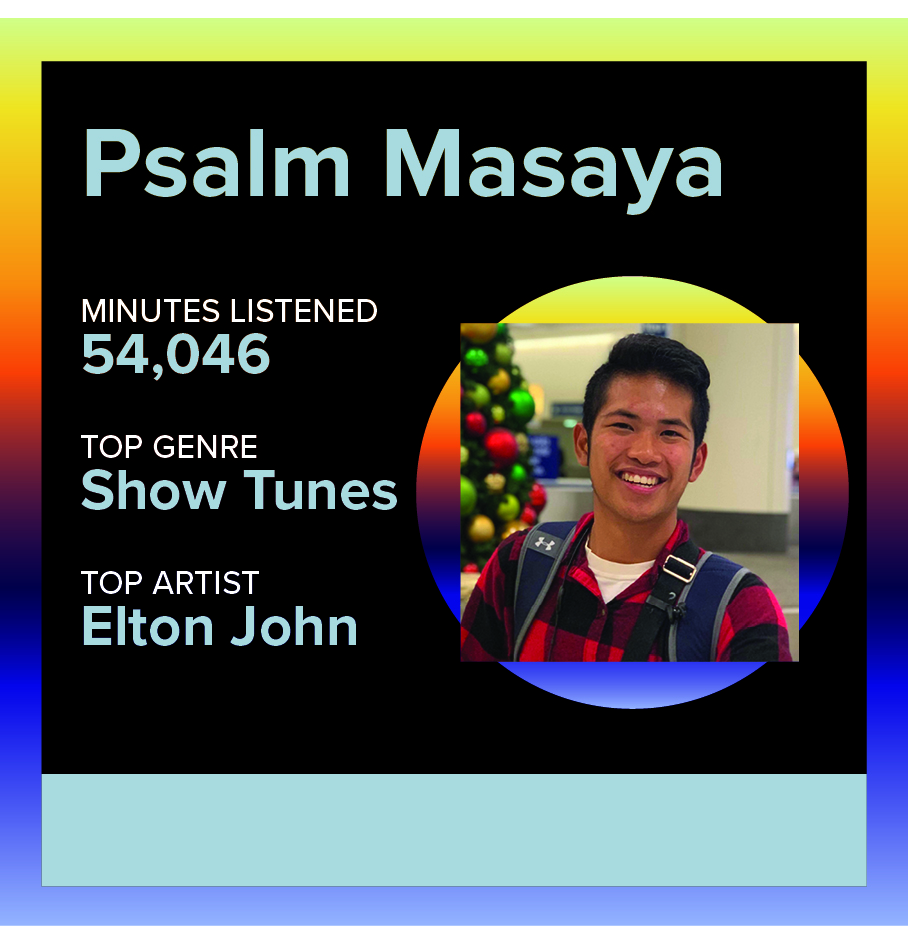 Psalm Masaya
MINUTES LISTENED
54,046
TOP GENRE
Show Tunes
TOP ARTIST
Elton John